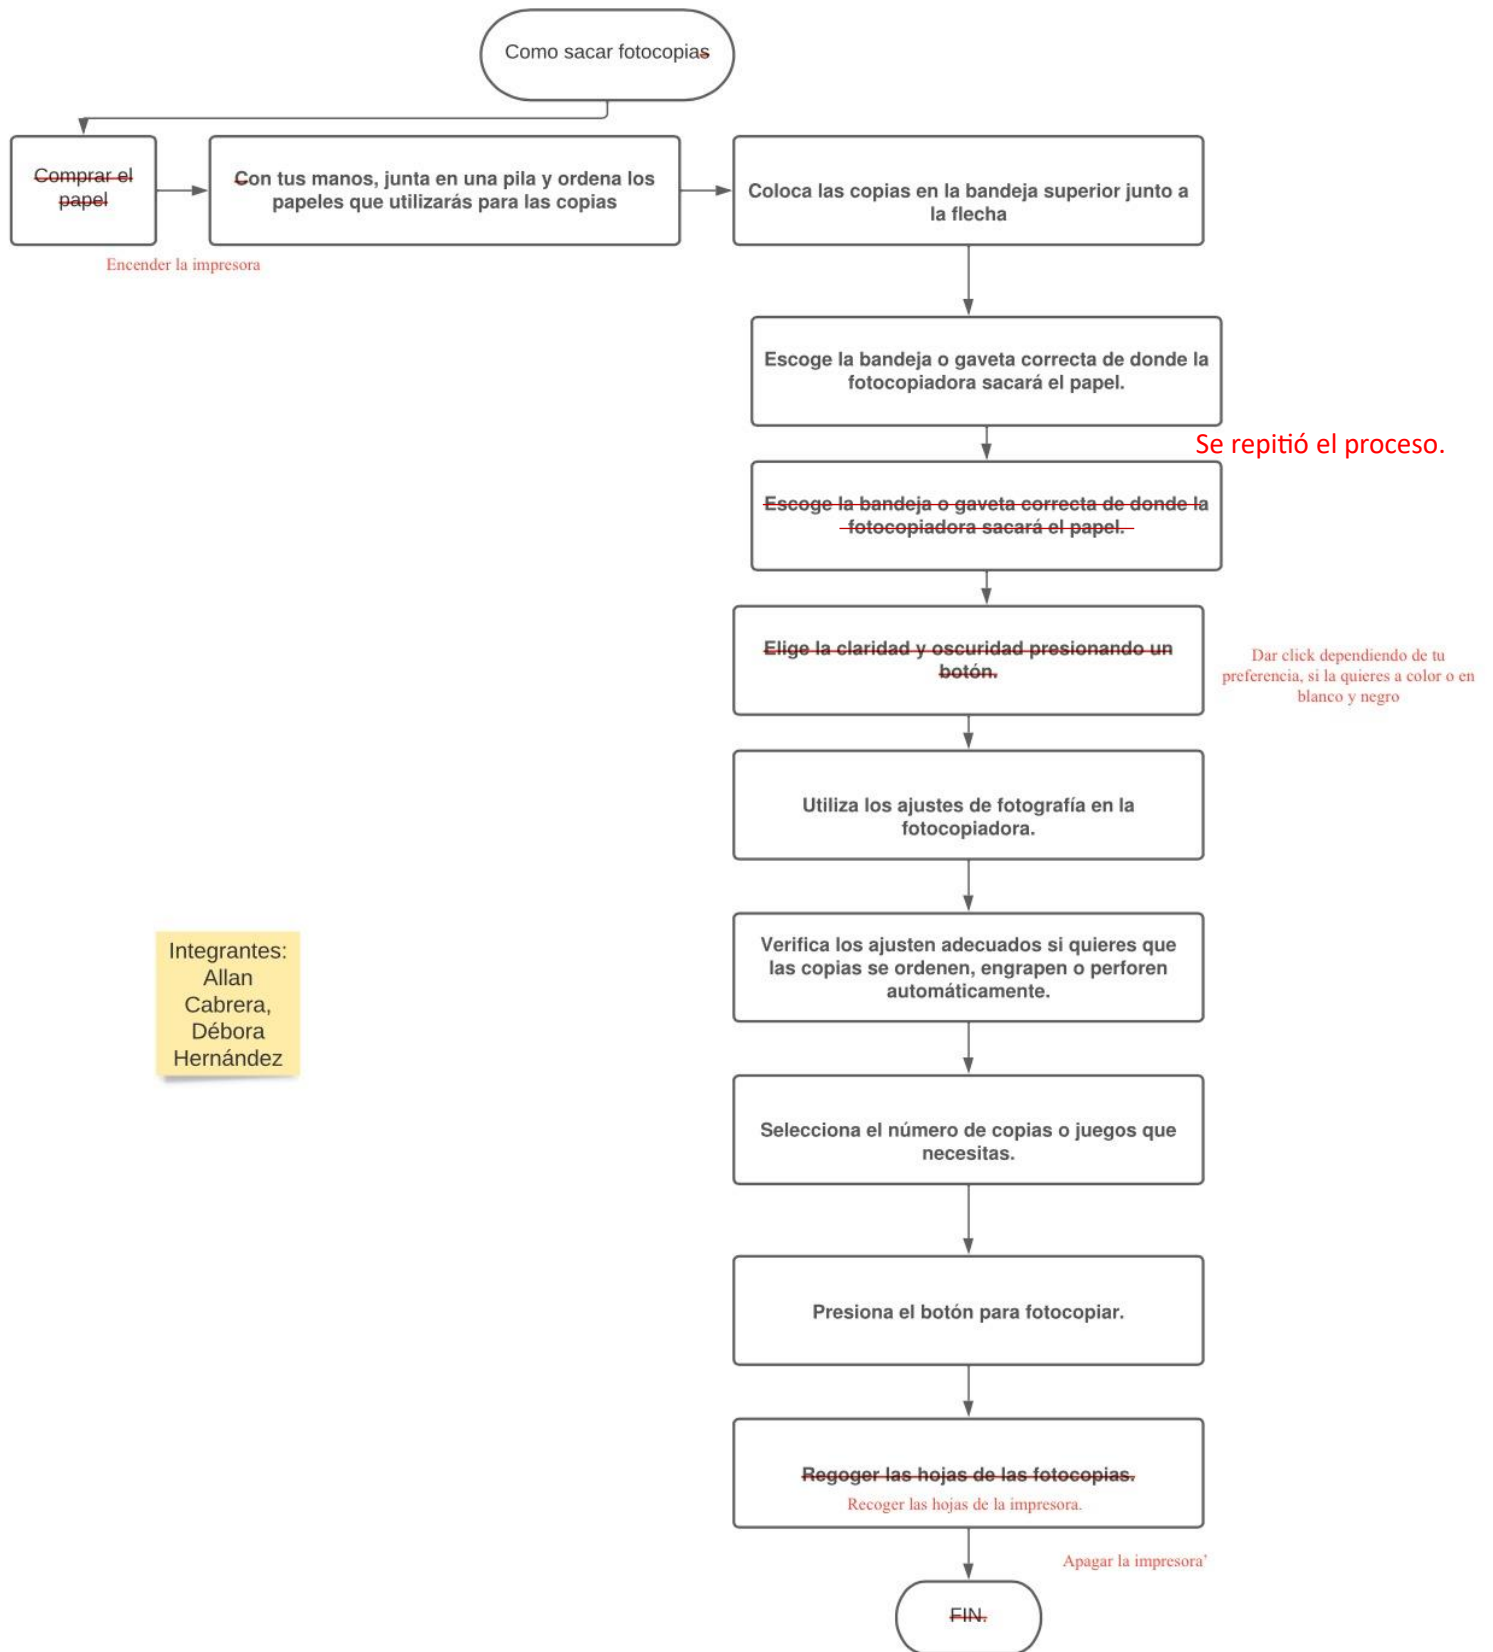 Como sacar fotocopias
Comprar el
papel
Con tus manos, junta en una pila y ordena los
papeles que utilizarás para las copias
Coloca las copias en la bandeja superior junto a
la flecha
Encender la impresora
Escoge la bandeja o gaveta correcta de donde la
fotocopiadora sacará el papel.
Se repitió el proceso.
Escoge la bandeja o gaveta correcta de donde la
fotocopiadora sacará el papel.
Elige la claridad y oscuridad presionando un
botón.
Dar click dependiendo de tu
preferencia, si la quieres a color o en
blanco y negro
Utiliza los ajustes de fotografía en la
fotocopiadora.
Verifica los ajusten adecuados si quieres que
las copias se ordenen, engrapen o perforen
automáticamente.
Integrantes:
Allan
Cabrera,
Débora
Hernández
Selecciona el número de copias o juegos que
necesitas.
Presiona el botón para fotocopiar.
Regoger las hojas de las fotocopias.
Recoger las hojas de la impresora.
Apagar la impresora’
FIN.